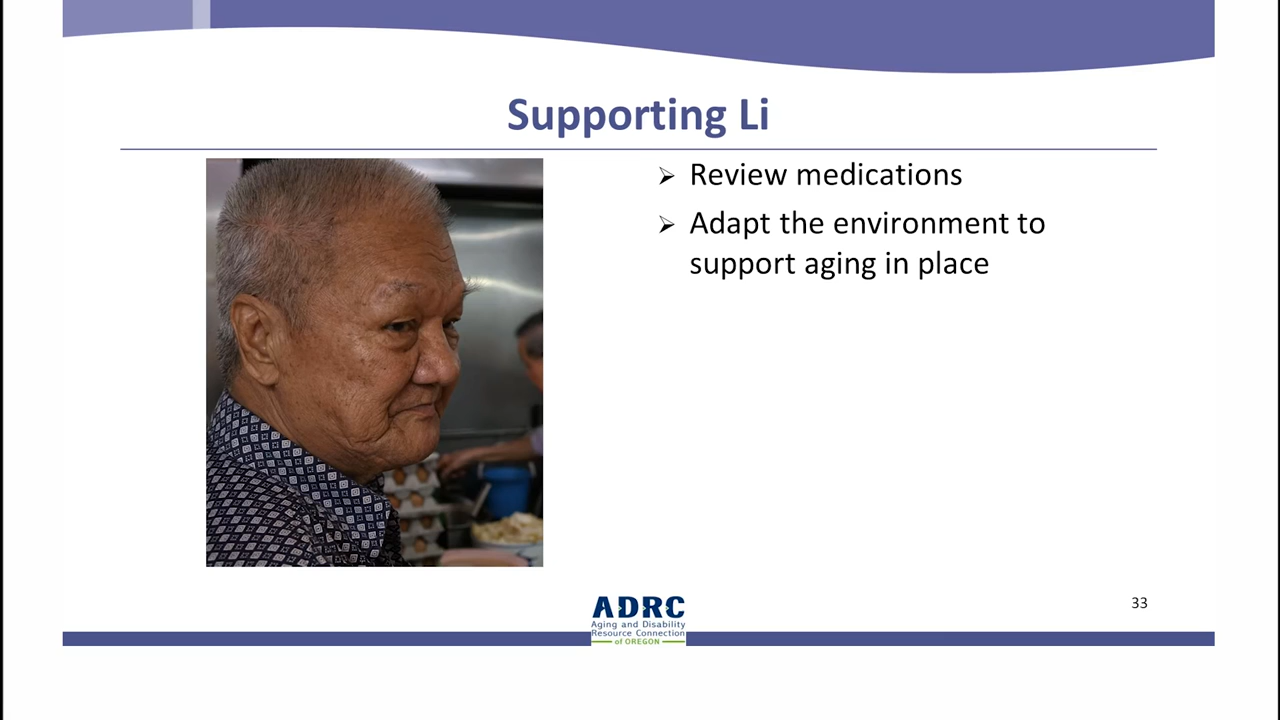 Supporting Li
➢ Review medications
➢ Adapt the environment to
support aging in place
ADRC
Aging and Disability
Resource Connection
of OREGON
33